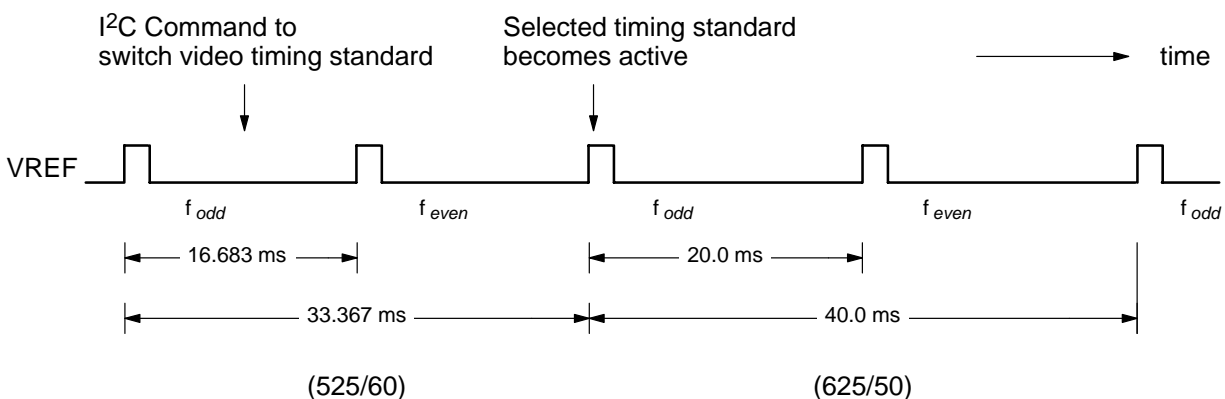 I²C Command to
switch video timing standard
Selected timing standard
becomes active
time
VREF
f odd
f even
f odd
f even
f odd
16.683 ms
20.0 ms
33.367 ms
40.0 ms
(525/60)
(625/50)